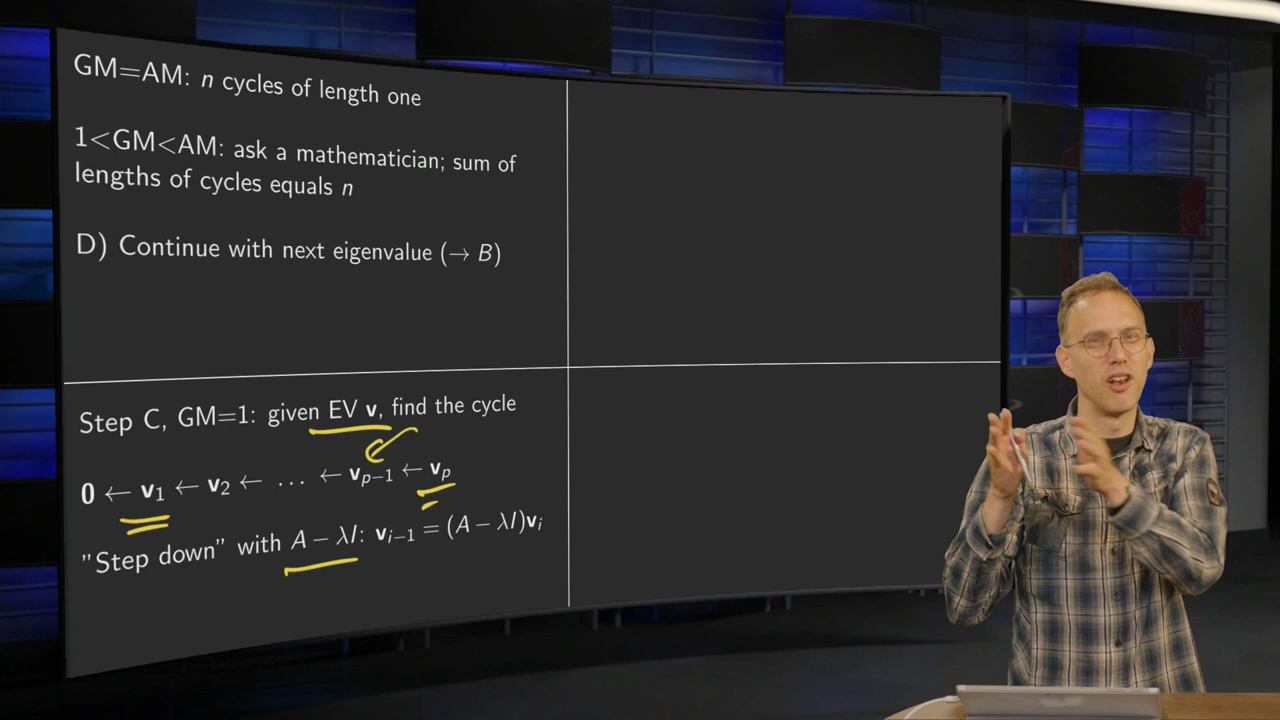 GM=AM: n cycles of length one
1<GM<AM: ask a mathematician; sum of
lengths of cycles equals n
D) Continue with next eigenvalue (→ B)
Step C, GM=1: given EV v, find the cycle
0 ← v₁ ← v₂ ← … ← vₚ₋₁ ← vₚ
"Step down" with A − λI: vᵢ₋₁ = (A − λI)vᵢ